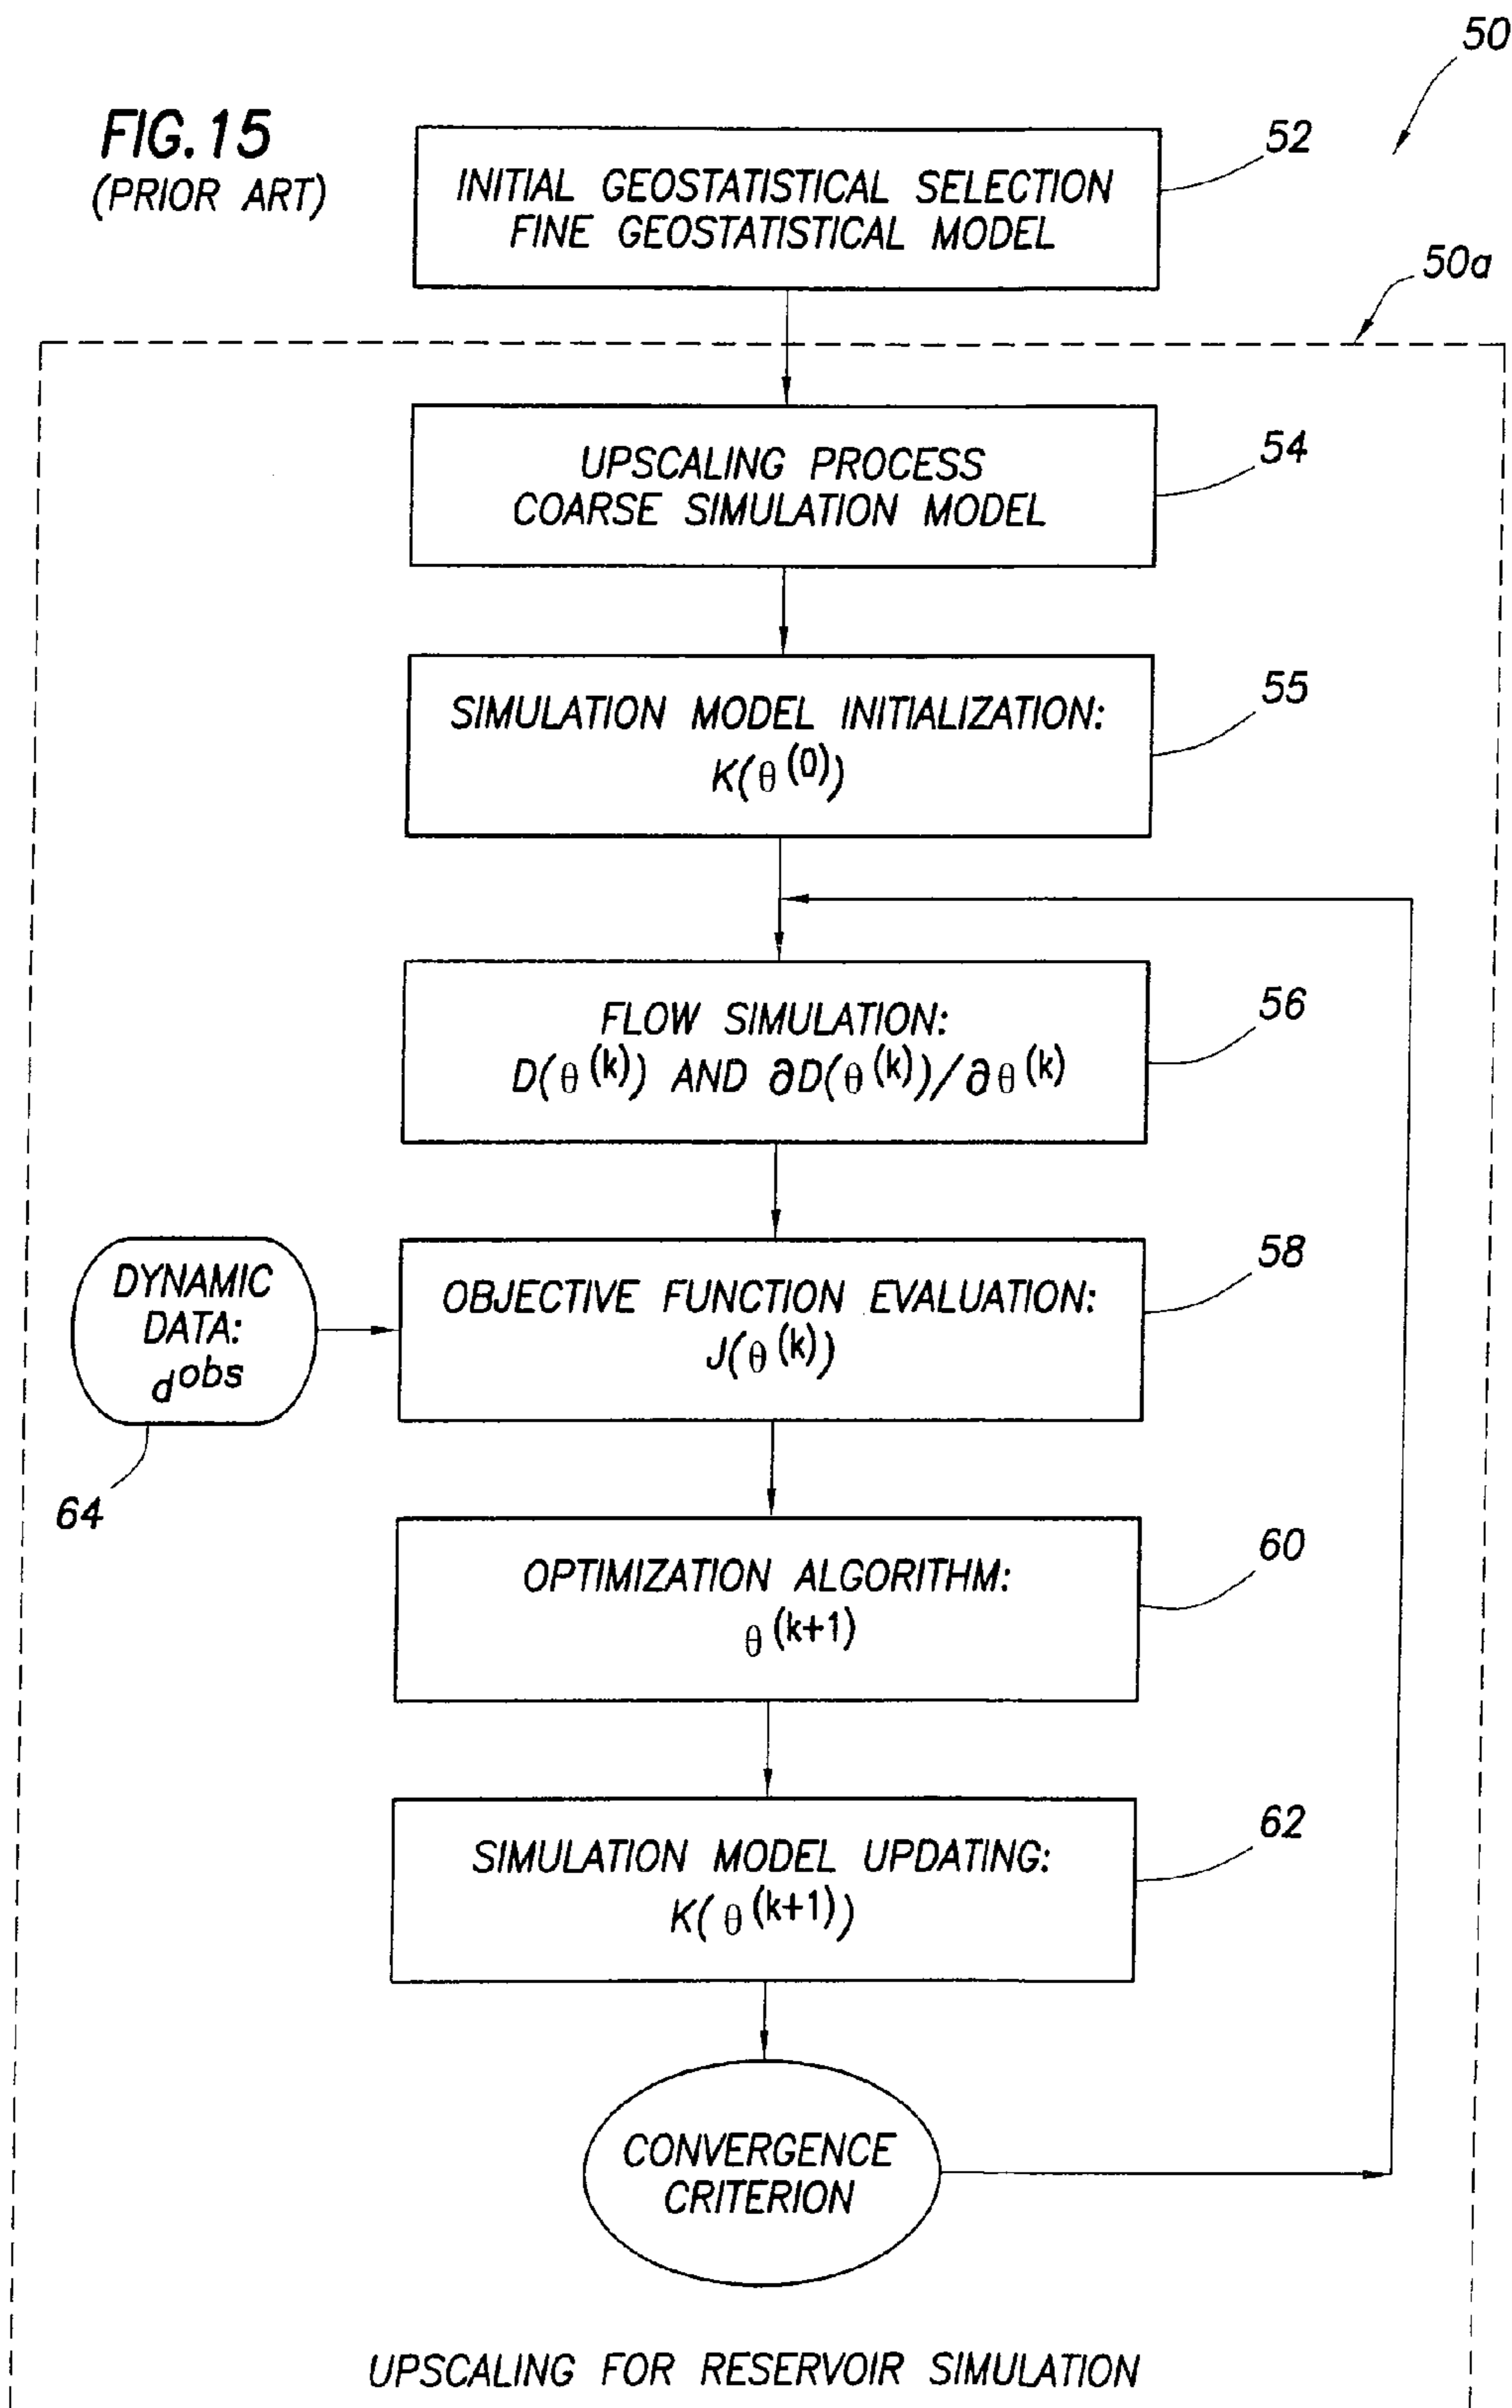 50
FIG. 15
(PRIOR ART)
52
INITIAL GEOSTATISTICAL SELECTION
FINE GEOSTATISTICAL MODEL
50a
54
UPSCALING PROCESS
COARSE SIMULATION MODEL
55
SIMULATION MODEL INITIALIZATION:
K(θ^(0))
56
FLOW SIMULATION:
D(θ^(k)) AND ∂D(θ^(k))/∂θ^(k)
58
DYNAMIC
DATA:
d^obs
OBJECTIVE FUNCTION EVALUATION:
J(θ^(k))
64
60
OPTIMIZATION ALGORITHM:
θ^(k+1)
62
SIMULATION MODEL UPDATING:
K(θ^(k+1))
CONVERGENCE
CRITERION
UPSCALING FOR RESERVOIR SIMULATION